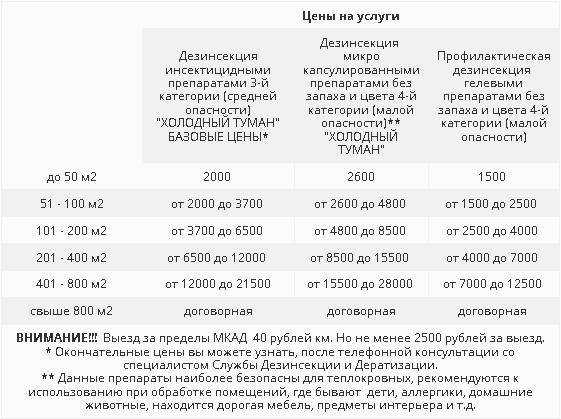 Цены на услуги
Дезинсекция
инсектицидными
препаратами 3-й
категории (средней
опасности)
"ХОЛОДНЫЙ ТУМАН"
БАЗОВЫЕ ЦЕНЫ*
Дезинсекция
микро
капсулированными
препаратами без
запаха и цвета 4-й
категории (малой
опасности)**
"ХОЛОДНЫЙ
ТУМАН"
Профилактическая
дезинсекция
гелевыми
препаратами без
запаха и цвета 4-й
категории (малой
опасности)
до 50 м2 2000 2600 1500
51 - 100 м2 от 2000 до 3700 от 2600 до 4800 от 1500 до 2500
101 - 200 м2 от 3700 до 6500 от 4800 до 8500 от 2500 до 4000
201 - 400 м2 от 6500 до 12000 от 8500 до 15500 от 4000 до 7000
401 - 800 м2 от 12000 до 21500 от 15500 до 28000 от 7000 до 12500
свыше 800 м2 договорная договорная договорная
ВНИМАНИЕ!!! Выезд за пределы МКАД 40 рублей км. Но не менее 2500 рублей за выезд.
* Окончательные цены вы можете узнать, после телефонной консультации со
специалистом Службы Дезинсекции и Дератизации.
** Данные препараты наиболее безопасны для теплокровных, рекомендуются к
использованию при обработке помещений, где бывают дети, аллергики, домашние
животные, находится дорогая мебель, предметы интерьера и т.д.